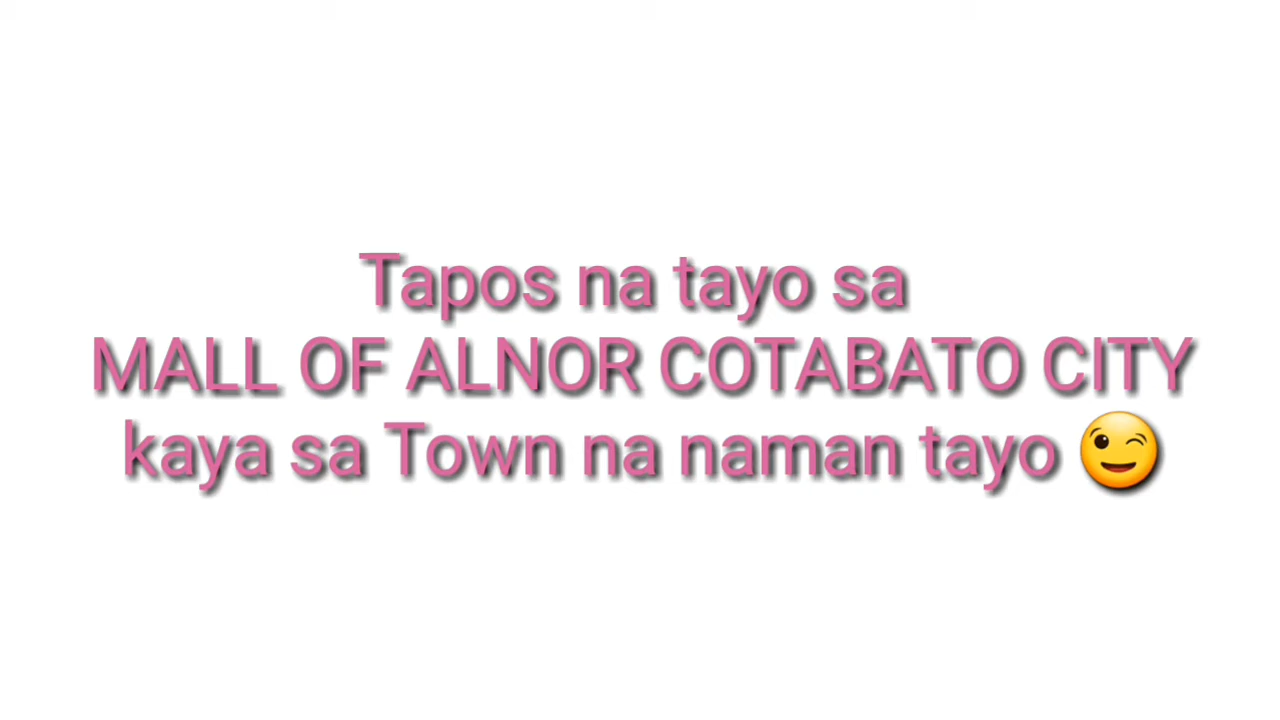 Tapos na tayo sa
MALL OF ALNOR COTABATO CITY
kaya sa Town na naman tayo 😉